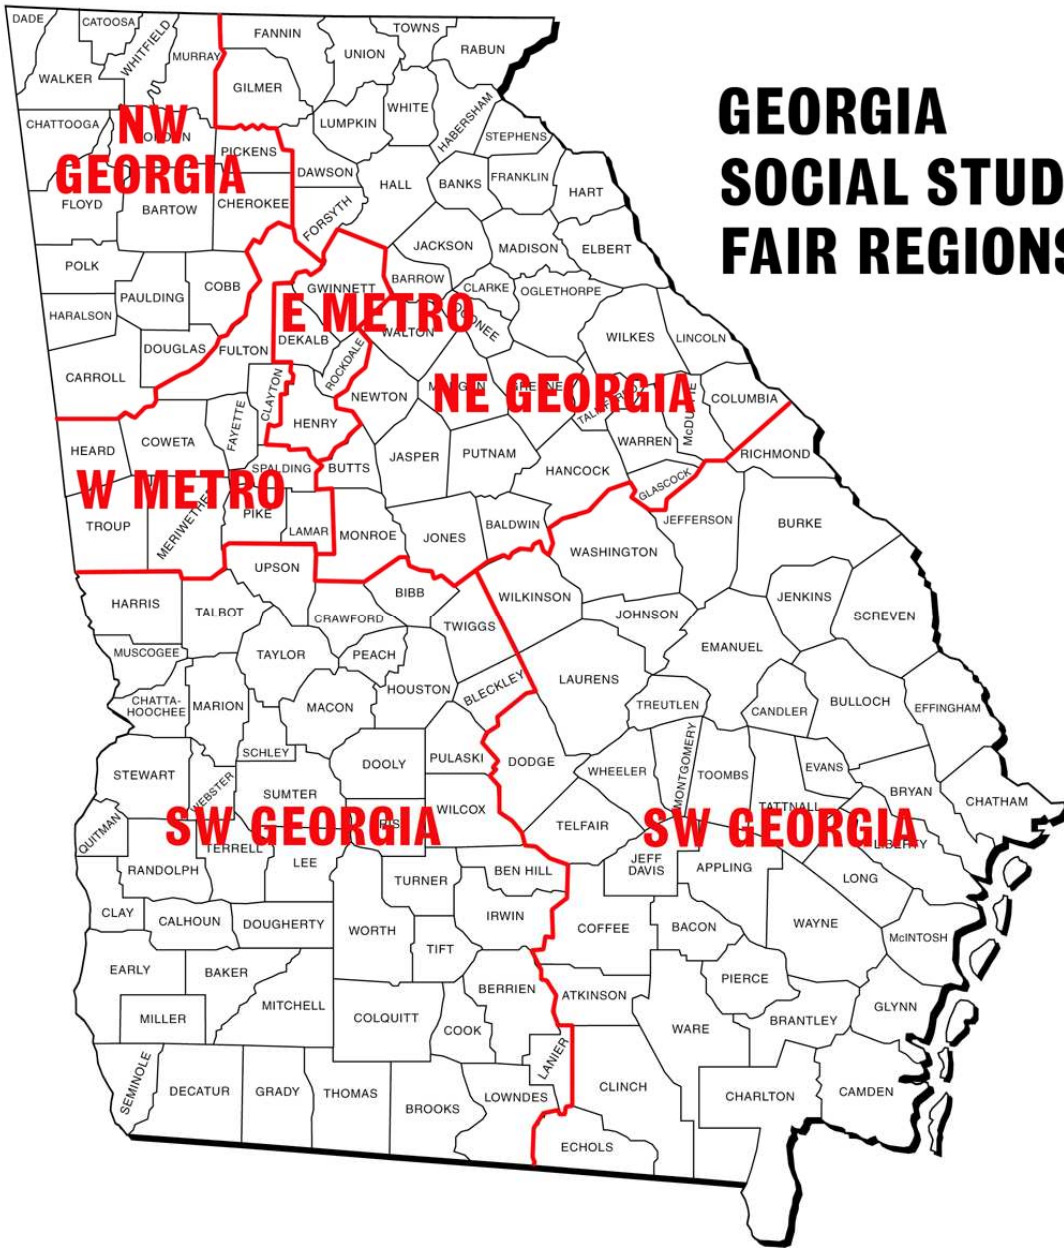 GEORGIA
SOCIAL STUD
FAIR REGIONS
DADE
CATOOSA
WHITFIELD
MURRAY
FANNIN
UNION
TOWNS
RABUN
WALKER
GILMER
LUMPKIN
WHITE
HABERSHAM
STEPHENS
CHATTOOGA
NW
GEORGIA
PICKENS
DAWSON
HALL
BANKS
FRANKLIN
HART
FLOYD
BARTOW
CHEROKEE
FORSYTH
JACKSON
MADISON
ELBERT
POLK
PAULDING
COBB
GWINNETT
BARROW
CLARKE
OGLETHORPE
HARALSON
E METRO
WALTON
WILKES
LINCOLN
DOUGLAS
FULTON
DEKALB
ROCKDALE
CARROLL
CLAYTON
NEWTON
NE GEORGIA
McDUFFIE
COLUMBIA
HEARD
COWETA
FAYETTE
HENRY
JASPER
PUTNAM
HANCOCK
WARREN
RICHMOND
GLASCOCK
W METRO
SPALDING
BUTTS
TROUP
MERIWETHER
PIKE
LAMAR
MONROE
JONES
BALDWIN
WASHINGTON
JEFFERSON
BURKE
UPSON
HARRIS
TALBOT
CRAWFORD
BIBB
TWIGGS
WILKINSON
JOHNSON
JENKINS
SCREVEN
MUSCOGEE
TAYLOR
PEACH
EMANUEL
CHATTA-
HOOCHEE
MARION
MACON
HOUSTON
BLECKLEY
LAURENS
TREUTLEN
CANDLER
BULLOCH
EFFINGHAM
STEWART
WEBSTER
SCHLEY
DOOLY
PULASKI
DODGE
WHEELER
MONTGOMERY
TOOMBS
EVANS
BRYAN
CHATHAM
QUITMAN
SUMTER
WILCOX
TELFAIR
TATTNALL
LIBERTY
SW GEORGIA
SW GEORGIA
RANDOLPH
TERRELL
LEE
TURNER
BEN HILL
JEFF
DAVIS
APPLING
LONG
CLAY
CALHOUN
DOUGHERTY
WORTH
TIFT
IRWIN
COFFEE
BACON
WAYNE
McINTOSH
EARLY
BAKER
MITCHELL
BERRIEN
ATKINSON
PIERCE
MILLER
COLQUITT
COOK
WARE
BRANTLEY
GLYNN
SEMINOLE
DECATUR
GRADY
THOMAS
BROOKS
LOWNDES
LANIER
CLINCH
CHARLTON
CAMDEN
ECHOLS